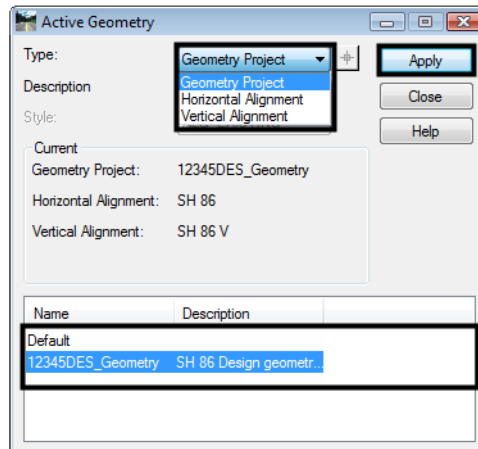 Active Geometry
Type:
Geometry Project
Apply
Geometry Project
Horizontal Alignment
Vertical Alignment
Description
Close
Style:
Help
Current
Geometry Project: 12345DES_Geometry
Horizontal Alignment: SH 86
Vertical Alignment: SH 86 V
Name Description
Default
12345DES_Geometry SH 86 Design geometr...